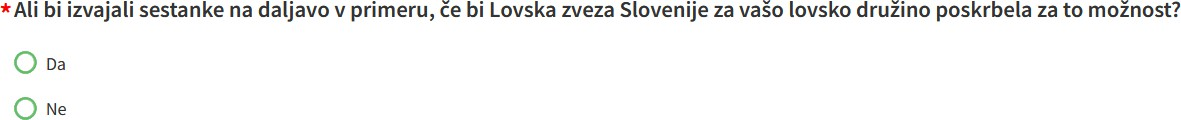 * Ali bi izvajali sestanke na daljavo v primeru, če bi Lovska zveza Slovenije za vašo lovsko družino poskrbela za to možnost?
Da
Ne